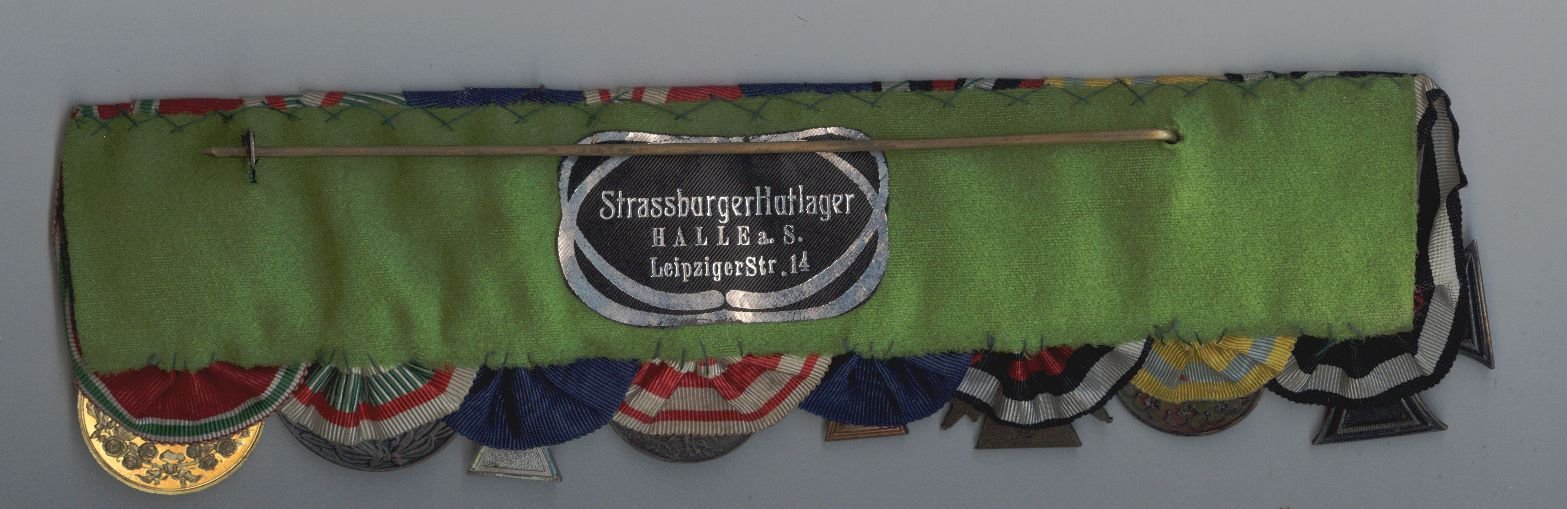 StrassburgerHutlager
HALLE a. S.
LeipzigerStr. 14